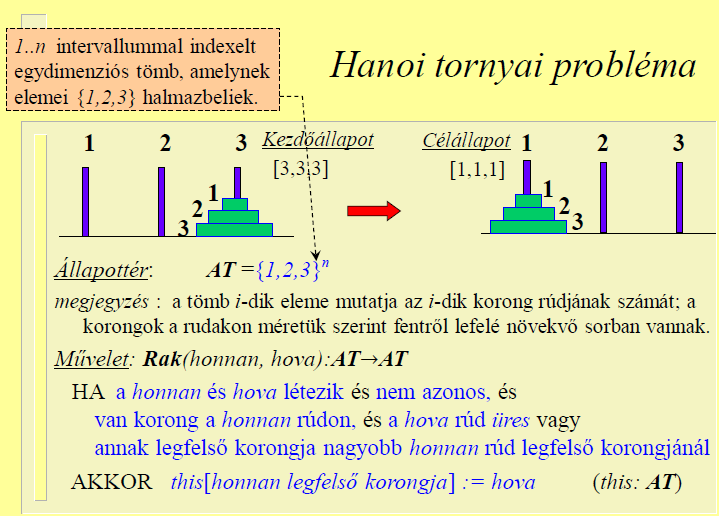 1..n intervallummal indexelt
egydimenziós tömb, amelynek
elemei {1,2,3} halmazbeliek.
Hanoi tornyai probléma
1 2 3 Kezdőállapot
[3,3,3]
1
2
3
Célállapot 1 2 3
[1,1,1]
1
2
3
Állapottér: AT ={1,2,3}ⁿ
megjegyzés : a tömb i-dik eleme mutatja az i-dik korong rúdjának számát; a
korongok a rudakon méretük szerint fentről lefelé növekvő sorban vannak.
Művelet: Rak(honnan, hova):AT→AT
HA a honnan és hova létezik és nem azonos, és
van korong a honnan rúdon, és a hova rúd üres vagy
annak legfelső korongja nagyobb honnan rúd legfelső korongjánál
AKKOR this[honnan legfelső korongja] := hova (this: AT)